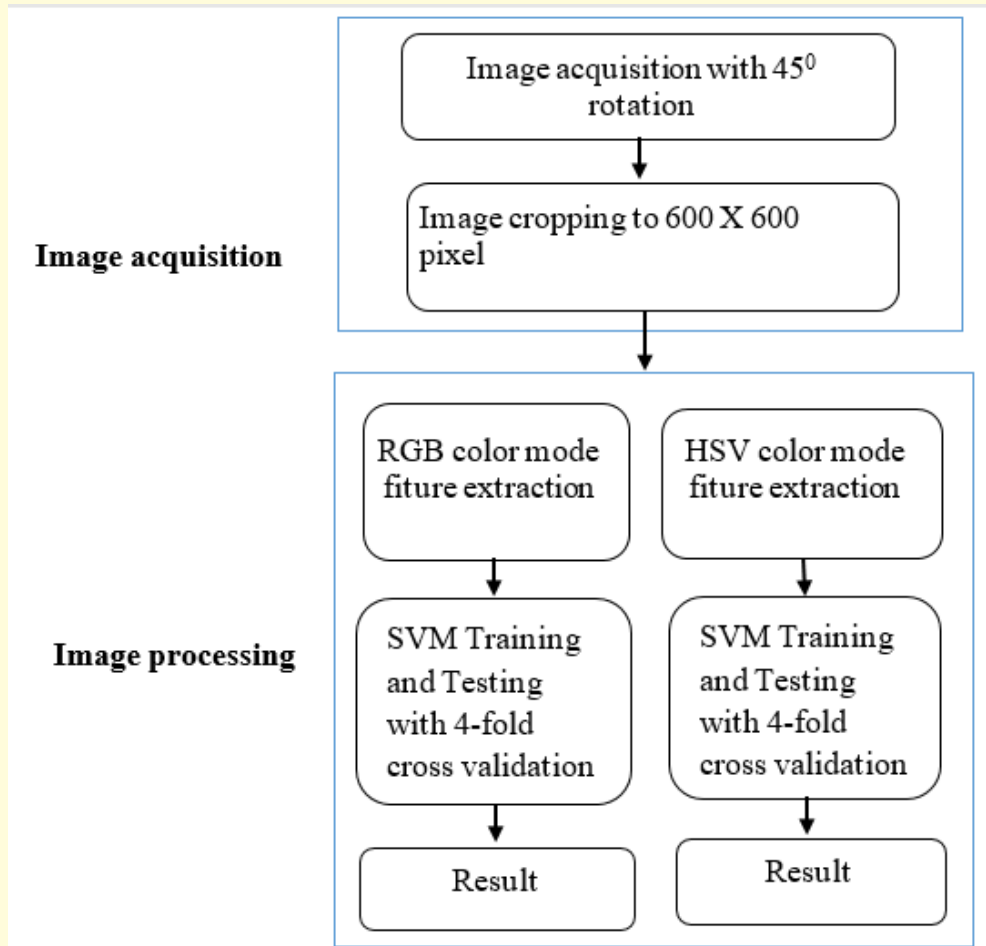 Image acquisition with 45⁰
rotation
Image cropping to 600 X 600
pixel
Image acquisition
RGB color mode
fiture extraction
HSV color mode
fiture extraction
SVM Training
and Testing
with 4-fold
cross validation
SVM Training
and Testing
with 4-fold
cross validation
Image processing
Result
Result